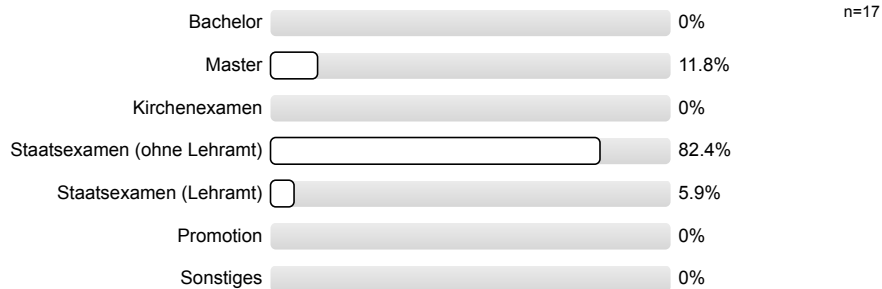 n=17
Bachelor 0%
Master 11.8%
Kirchenexamen 0%
Staatsexamen (ohne Lehramt) 82.4%
Staatsexamen (Lehramt) 5.9%
Promotion 0%
Sonstiges 0%